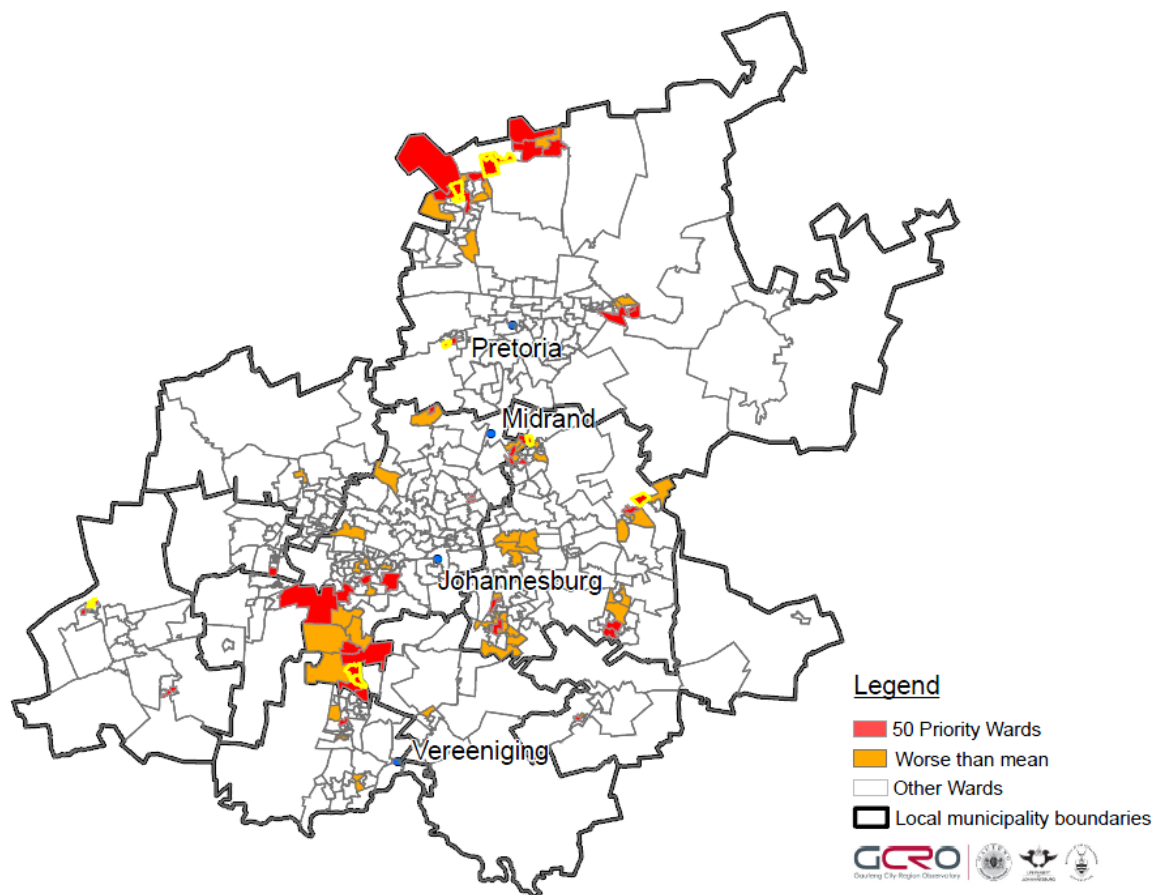 Pretoria
Midrand
Johannesburg
Vereeniging
Legend
50 Priority Wards
Worse than mean
Other Wards
Local municipality boundaries
GCRO
Gauteng City-Region Observatory